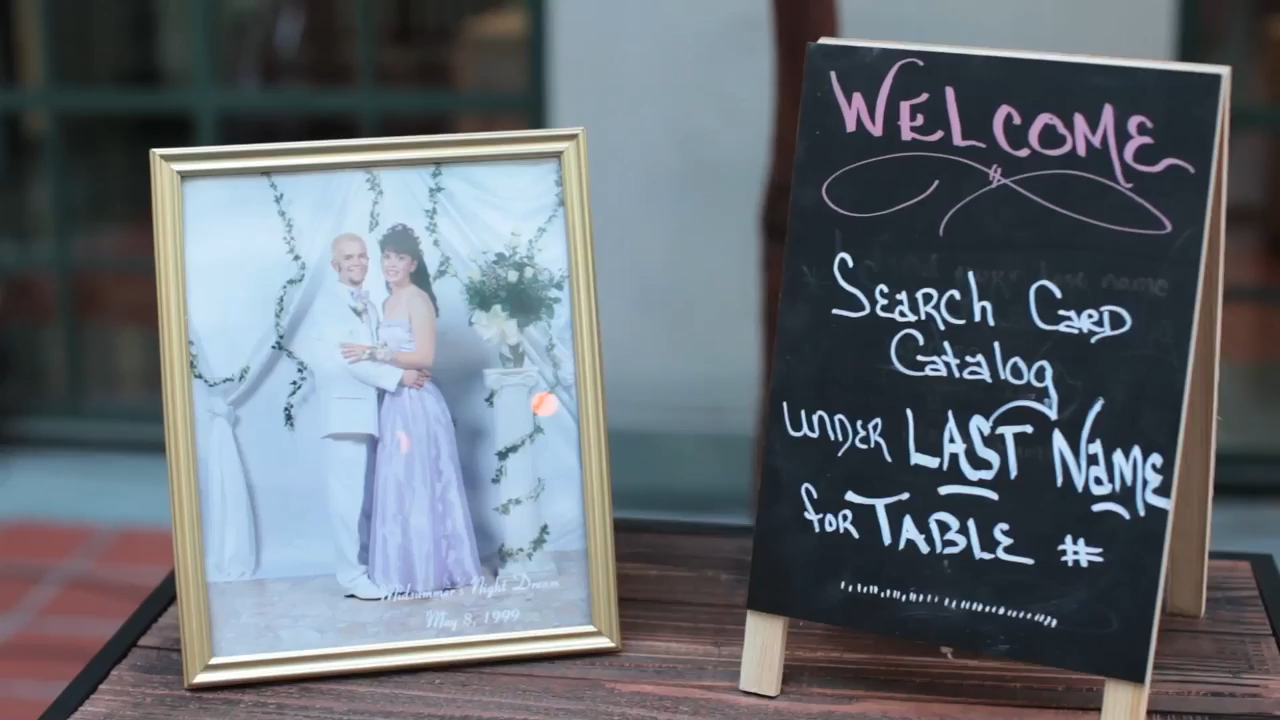 Midsummer's Night Dream
May 8, 1999
WELCOME
SEARCH CARD
Catalog
UNDER LAST NAME
for TABLE #